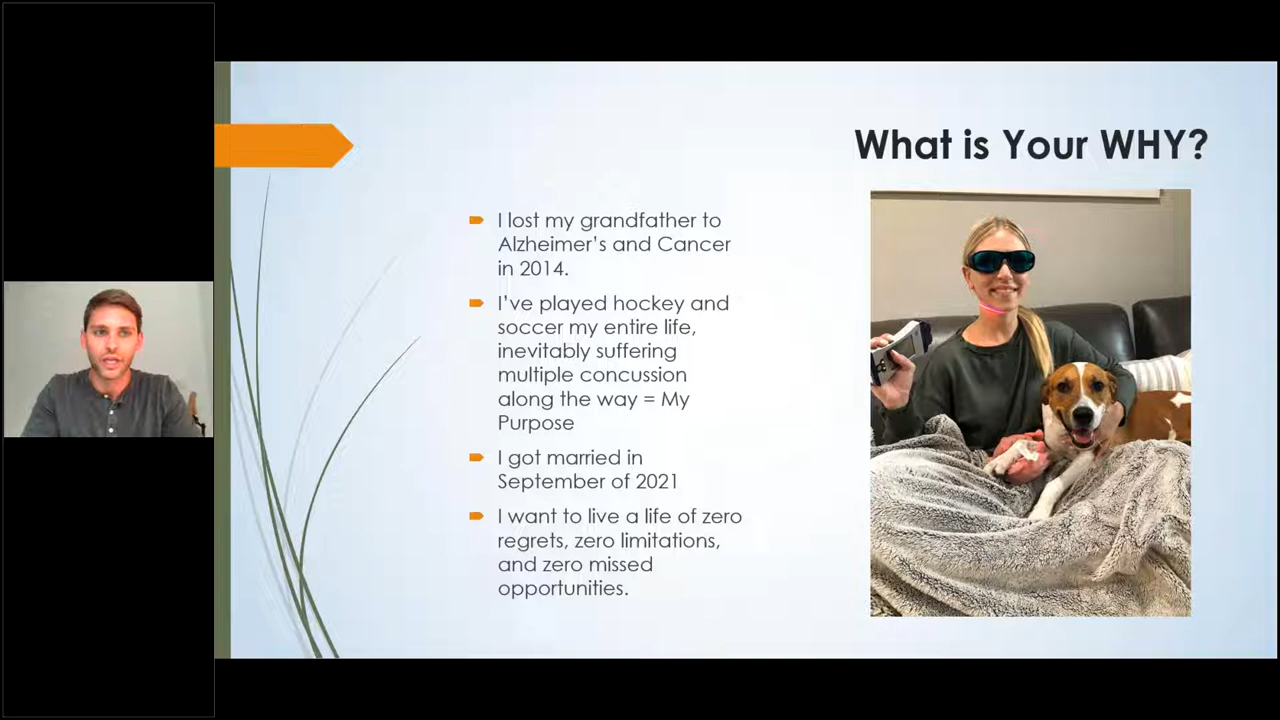 What is Your WHY?
I lost my grandfather to
Alzheimer's and Cancer
in 2014.
I've played hockey and
soccer my entire life,
inevitably suffering
multiple concussion
along the way = My
Purpose
I got married in
September of 2021
I want to live a life of zero
regrets, zero limitations,
and zero missed
opportunities.